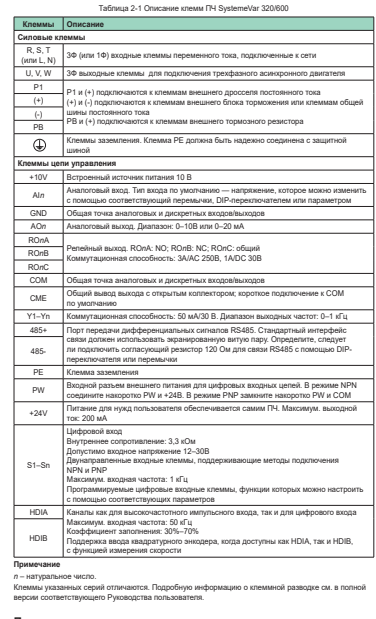 Таблица 2-1 Описание клемм ПЧ SystemeVar 320/600
Клеммы Описание
Силовые клеммы
R, S, T
(или L, N)
3Ф (или 1Ф) входные клеммы переменного тока, подключенные к сети
U, V, W 3Ф выходные клеммы для подключения трехфазного асинхронного двигателя
P1
(+)
(-)
PB
P1 и (+) подключаются к клеммам внешнего дросселя постоянного тока
(+) и (-) подключаются к клеммам внешнего блока торможения или клеммам общей
шины постоянного тока
PB и (+) подключаются к клеммам внешнего тормозного резистора
Клеммы заземления. Клемма PE должна быть надежно соединена с защитной
шиной
Клеммы цепи управления
+10V Встроенный источник питания 10 В
AIn
Аналоговый вход. Тип входа по умолчанию — напряжение, которое можно изменить
с помощью соответствующей перемычки, DIP-переключателем или параметром
GND Общая точка аналоговых и дискретных входов/выходов
AOn Аналоговый выход. Диапазон: 0–10В или 0–20 мА
ROnA
ROnB
ROnC
Релейный выход. ROnA: NO; ROnB: NC; ROnC: общий
Коммутационная способность: 3A/AC 250В, 1A/DC 30В
COM Общая точка аналоговых и дискретных входов/выходов
CME
Общий вывод выхода с открытым коллектором; короткое подключение к COM
по умолчанию
Y1–Yn Коммутационная способность: 50 мА/30 В. Диапазон выходных частот: 0–1 кГц
485+
485-
Порт передачи дифференциальных сигналов RS485. Стандартный интерфейс
связи должен использовать экранированную витую пару. Определите, следует
ли подключить согласующий резистор 120 Ом для связи RS485 с помощью DIP-
переключателя или перемычки
PE Клемма заземления
PW
Входной разъем внешнего питания для цифровых входных цепей. В режиме NPN
соедините накоротко PW и +24В. В режиме PNP замкните накоротко PW и COM
+24V
Питание для нужд пользователя обеспечивается самим ПЧ. Максимум. выходной
ток: 200 мА
S1–Sn
Цифровой вход
Внутреннее сопротивление: 3,3 кОм
Допустимо входное напряжение 12–30В
Двунаправленные входные клеммы, поддерживающие методы подключения
NPN и PNP
Максимум. входная частота: 1 кГц
Программируемые цифровые входные клеммы, функции которых можно настроить
с помощью соответствующих параметров
HDIA Каналы как для высокочастотного импульсного входа, так и для цифрового входа
HDIB
Максимум. входная частота: 50 кГц
Коэффициент заполнения: 30%–70%
Поддержка ввода квадратурного энкодера, когда доступны как HDIA, так и HDIB,
с функцией измерения скорости
Примечание
n – натуральное число.
Клеммы указанных серий отличаются. Подробную информацию о клеммной разводке см. в полной
версии соответствующего Руководства пользователя.